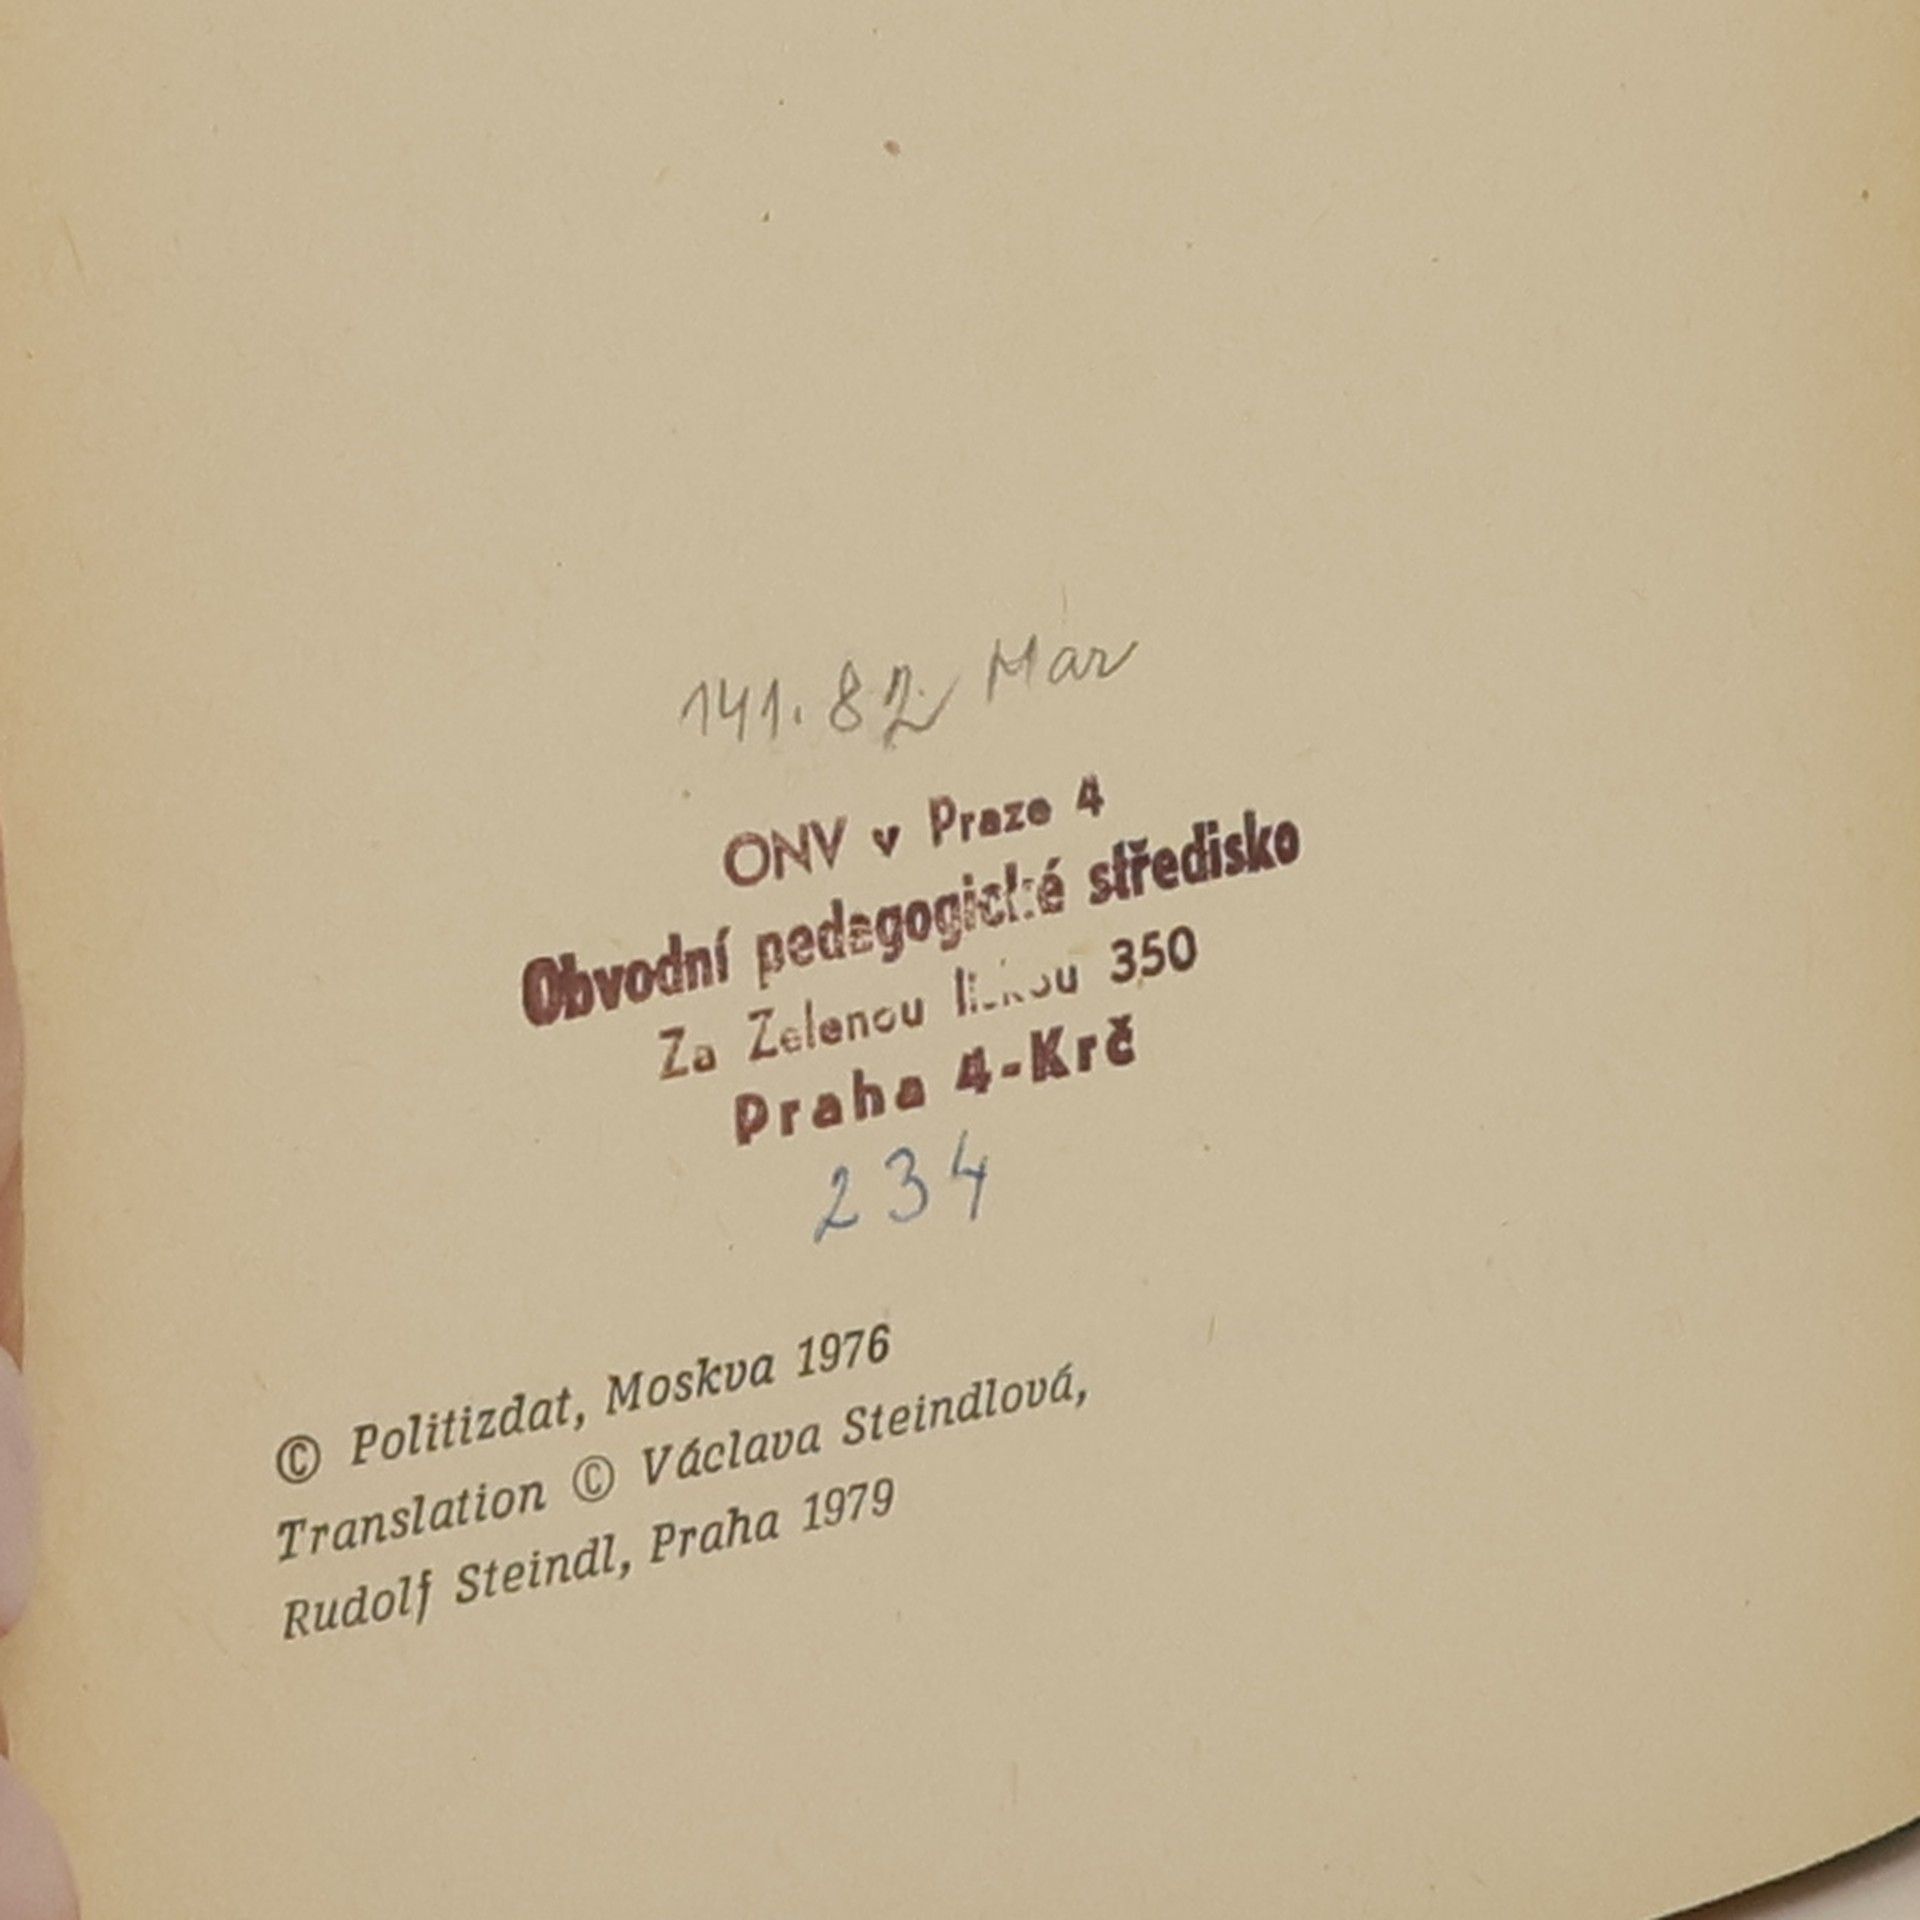 141.82 Mar
ONV v Praze 4
Obvodní pedagogické středisko
Za Zelenou liškou 350
Praha 4-Krč
234
© Politizdat, Moskva 1976
Translation © Václava Steindlová,
Rudolf Steindl, Praha 1979